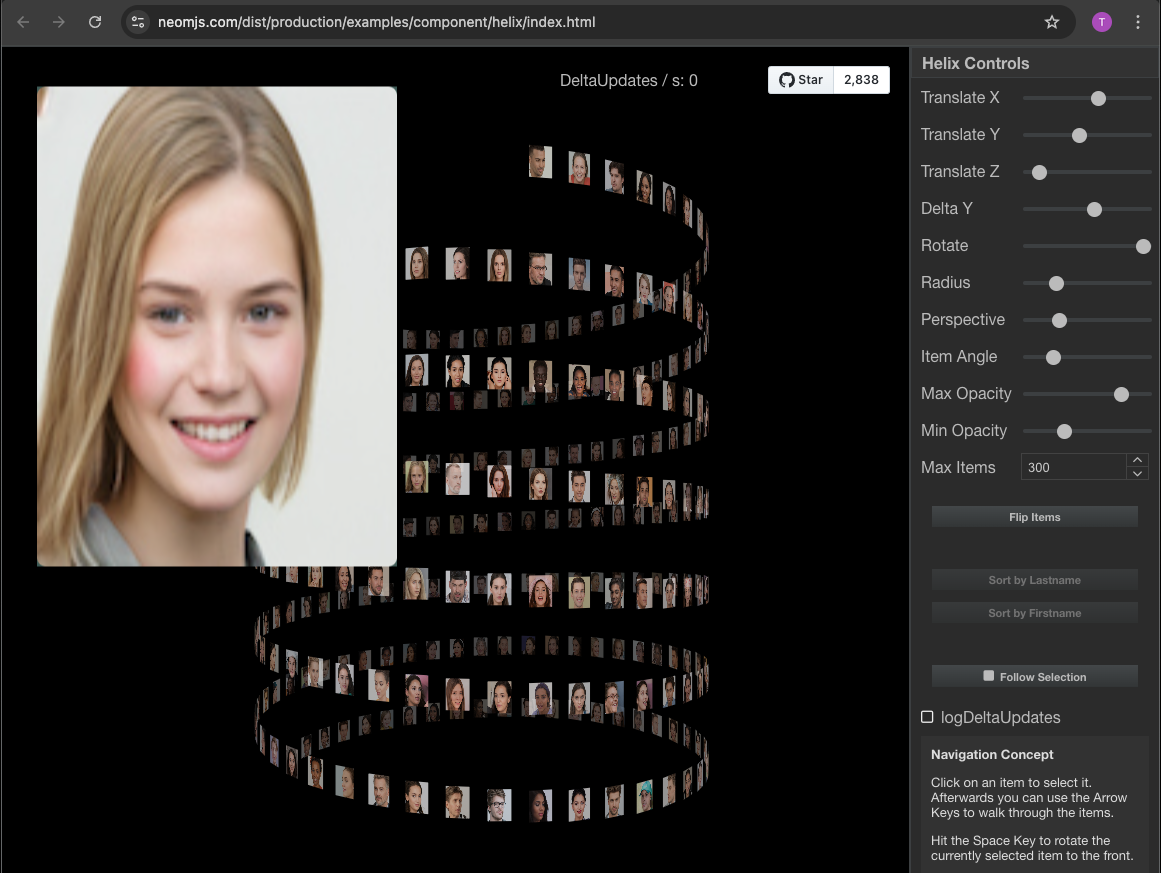 neomjs.com/dist/production/examples/component/helix/index.html
T
DeltaUpdates / s: 0
Star 2,838
Helix Controls
Translate X
Translate Y
Translate Z
Delta Y
Rotate
Radius
Perspective
Item Angle
Max Opacity
Min Opacity
Max Items 300
Flip Items
Sort by Lastname
Sort by Firstname
Follow Selection
logDeltaUpdates
Navigation Concept
Click on an item to select it.
Afterwards you can use the Arrow
Keys to walk through the items.
Hit the Space Key to rotate the
currently selected item to the front.